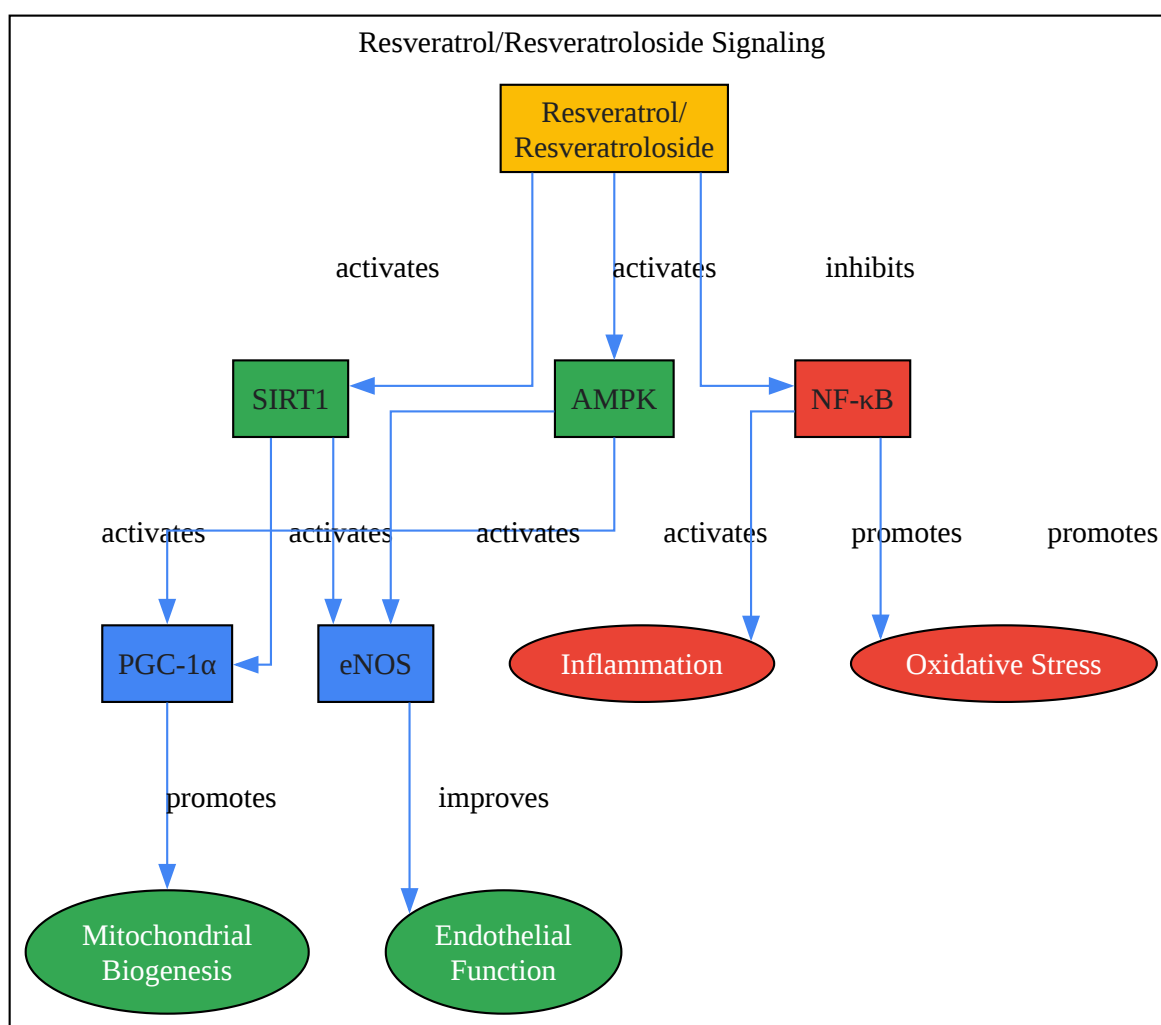 Resveratrol/Resveratroloside Signaling
Resveratrol/
Resveratroloside
activates
activates
inhibits
SIRT1
AMPK
NF-κB
activates
activates
activates
activates
promotes
promotes
PGC-1α
eNOS
Inflammation
Oxidative Stress
promotes
improves
Mitochondrial
Biogenesis
Endothelial
Function